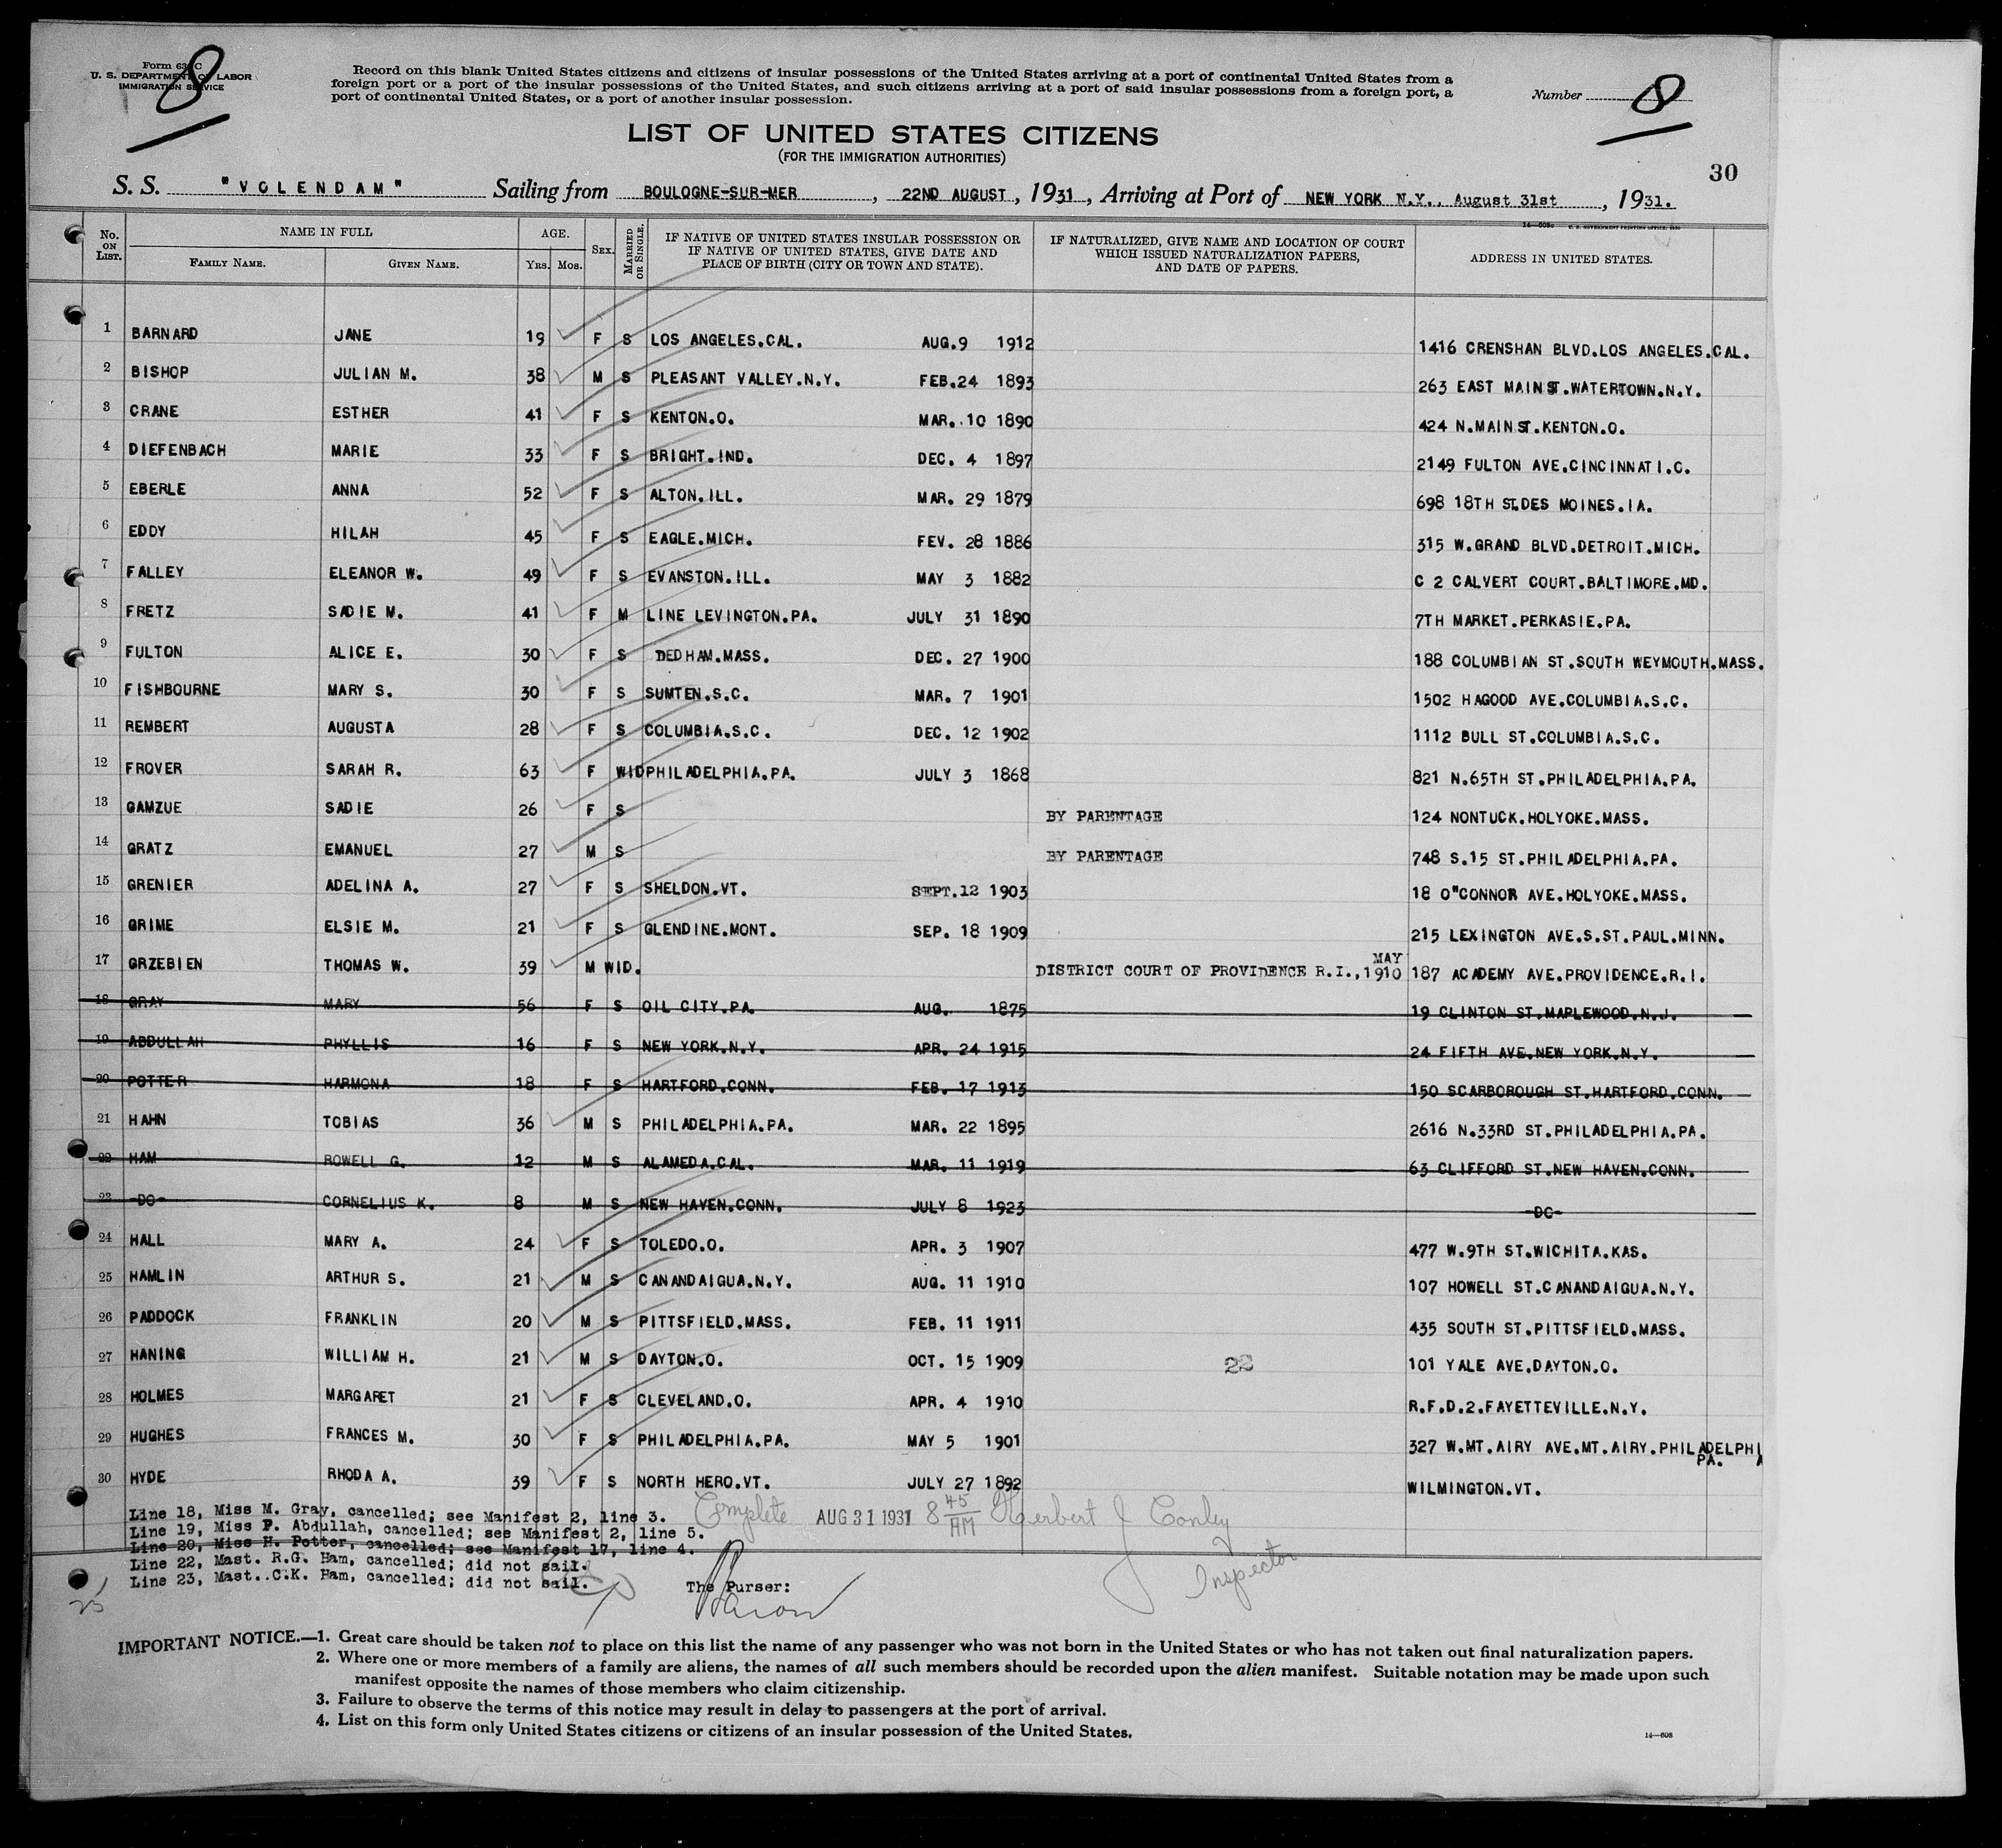 8
Form 630 C
U. S. DEPARTMENT OF LABOR
IMMIGRATION SERVICE
Record on this blank United States citizens and citizens of insular possessions of the United States arriving at a port of continental United States from a
foreign port or a port of the insular possessions of the United States, and such citizens arriving at a port of said insular possessions from a foreign port, a
port of continental United States, or a port of another insular possession.
Number 8
LIST OF UNITED STATES CITIZENS
(FOR THE IMMIGRATION AUTHORITIES)
30
S. S. "VOLENDAM" Sailing from BOULOGNE-SUR-MER, 22ND AUGUST, 1931, Arriving at Port of NEW YORK N.Y., August 31st, 1931.
No. ON LIST. NAME IN FULL FAMILY NAME. GIVEN NAME. AGE. Yrs. Mos. SEX. MARRIED OR SINGLE. IF NATIVE OF UNITED STATES INSULAR POSSESSION OR IF NATIVE OF UNITED STATES, GIVE DATE AND PLACE OF BIRTH (CITY OR TOWN AND STATE). IF NATURALIZED, GIVE NAME AND LOCATION OF COURT WHICH ISSUED NATURALIZATION PAPERS, AND DATE OF PAPERS. ADDRESS IN UNITED STATES.
1 BARNARD JANE 19 F S LOS ANGELES.CAL. AUG.9 1912 1416 CRENSHAN BLVD.LOS ANGELES.CAL.
2 BISHOP JULIAN M. 38 M S PLEASANT VALLEY.N.Y. FEB.24 1893 263 EAST MAINST.WATERTOWN.N.Y.
3 CRANE ESTHER 41 F S KENTON.O. MAR. 10 1890 424 N.MAINST.KENTON.O.
4 DIEFENBACH MARIE 33 F S BRIGHT.IND. DEC. 4 1897 2149 FULTON AVE.CINCINNATI.C.
5 EBERLE ANNA 52 F S ALTON.ILL. MAR. 29 1879 698 18TH ST.DES MOINES.IA.
6 EDDY HILAH 45 F S EAGLE.MICH. FEV. 28 1886 315 W.GRAND BLVD.DETROIT.MICH.
7 FALLEY ELEANOR W. 49 F S EVANSTON.ILL. MAY 3 1882 C 2 CALVERT COURT.BALTIMORE.MD.
8 FRETZ SADIE M. 41 F M LINE LEVINGTON.PA. JULY 31 1890 7TH MARKET.PERKASIE.PA.
9 FULTON ALICE E. 30 F S DEDHAM.MASS. DEC. 27 1900 188 COLUMBIAN ST.SOUTH WEYMOUTH.MASS.
10 FISHBOURNE MARY S. 30 F S SUMTEN.S.C. MAR. 7 1901 1502 HAGOOD AVE.COLUMBIA.S.C.
11 REMBERT AUGUSTA 28 F S COLUMBIA.S.C. DEC. 12 1902 1112 BULL ST.COLUMBIA.S.C.
12 FROVER SARAH R. 63 F WID PHILADELPHIA.PA. JULY 3 1868 821 N.65TH ST.PHILADELPHIA.PA.
13 GAMZUE SADIE 26 F S BY PARENTAGE 124 NONTUCK.HOLYOKE.MASS.
14 GRATZ EMANUEL 27 M S BY PARENTAGE 748 S.15 ST.PHILADELPHIA.PA.
15 GRENIER ADELINA A. 27 F S SHELDON.VT. SEPT.12 1903 18 O"CONNOR AVE.HOLYOKE.MASS.
16 GRIME ELSIE M. 21 F S GLENDINE.MONT. SEP. 18 1909 215 LEXINGTON AVE.S.ST.PAUL.MINN.
17 GRZEBIEN THOMAS W. 39 M WID. DISTRICT COURT OF PROVIDENCE R.I., MAY 1910 187 ACADEMY AVE.PROVIDENCE.R.I.
18 GRAY MARY 56 F S OIL CITY.PA. AUG. 1875 19 CLINTON ST.MAPLEWOOD.N.J.
19 ABDULLAH PHYLLIS 16 F S NEW YORK.N.Y. APR. 24 1915 24 FIFTH AVE.NEW YORK.N.Y.
20 POTTER HARMONA 18 F S HARTFORD.CONN. FEB. 17 1913 150 SCARBOROUGH ST.HARTFORD.CONN.
21 HAHN TOBIAS 36 M S PHILADELPHIA.PA. MAR. 22 1895 2616 N.33RD ST.PHILADELPHIA.PA.
22 HAM ROWELL G. 12 M S ALAMEDA.CAL. MAR. 11 1919 63 CLIFFORD ST.NEW HAVEN.CONN.
23 -DO- CORNELIUS K. 8 M S NEW HAVEN.CONN. JULY 8 1923 -DO-
24 HALL MARY A. 24 F S TOLEDO.O. APR. 3 1907 477 W.9TH ST.WICHITA.KAS.
25 HAMLIN ARTHUR S. 21 M S CANANDAIGUA.N.Y. AUG. 11 1910 107 HOWELL ST.CANANDAIGUA.N.Y.
26 PADDOCK FRANKLIN 20 M S PITTSFIELD.MASS. FEB. 11 1911 435 SOUTH ST.PITTSFIELD.MASS.
27 HANING WILLIAM H. 21 M S DAYTON.O. OCT. 15 1909 22 101 YALE AVE.DAYTON.O.
28 HOLMES MARGARET 21 F S CLEVELAND.O. APR. 4 1910 R.F.D.2.FAYETTEVILLE.N.Y.
29 HUGHES FRANCES M. 30 F S PHILADELPHIA.PA. MAY 5 1901 327 W.MT.AIRY AVE.MT.AIRY.PHILADELPHIA PA.
30 HYDE RHODA A. 39 F S NORTH HERO.VT. JULY 27 1892 WILMINGTON.VT.
Line 18, Miss M. Gray, cancelled; see Manifest 2, line 3.
Line 19, Miss P. Abdullah, cancelled; see Manifest 2, line 5.
Line 20, Miss H. Potter, cancelled; see Manifest 17, line 4.
Line 22, Mast. R.G. Ham, cancelled; did not sail.
Line 23, Mast..C.K. Ham, cancelled; did not sail.
Complete AUG 31 1931 8 45 AM Herbert J Conley
Inspector
25
The Purser:
IMPORTANT NOTICE.—1. Great care should be taken not to place on this list the name of any passenger who was not born in the United States or who has not taken out final naturalization papers.
2. Where one or more members of a family are aliens, the names of all such members should be recorded upon the alien manifest. Suitable notation may be made upon such
manifest opposite the names of those members who claim citizenship.
3. Failure to observe the terms of this notice may result in delay to passengers at the port of arrival.
4. List on this form only United States citizens or citizens of an insular possession of the United States.
14—608